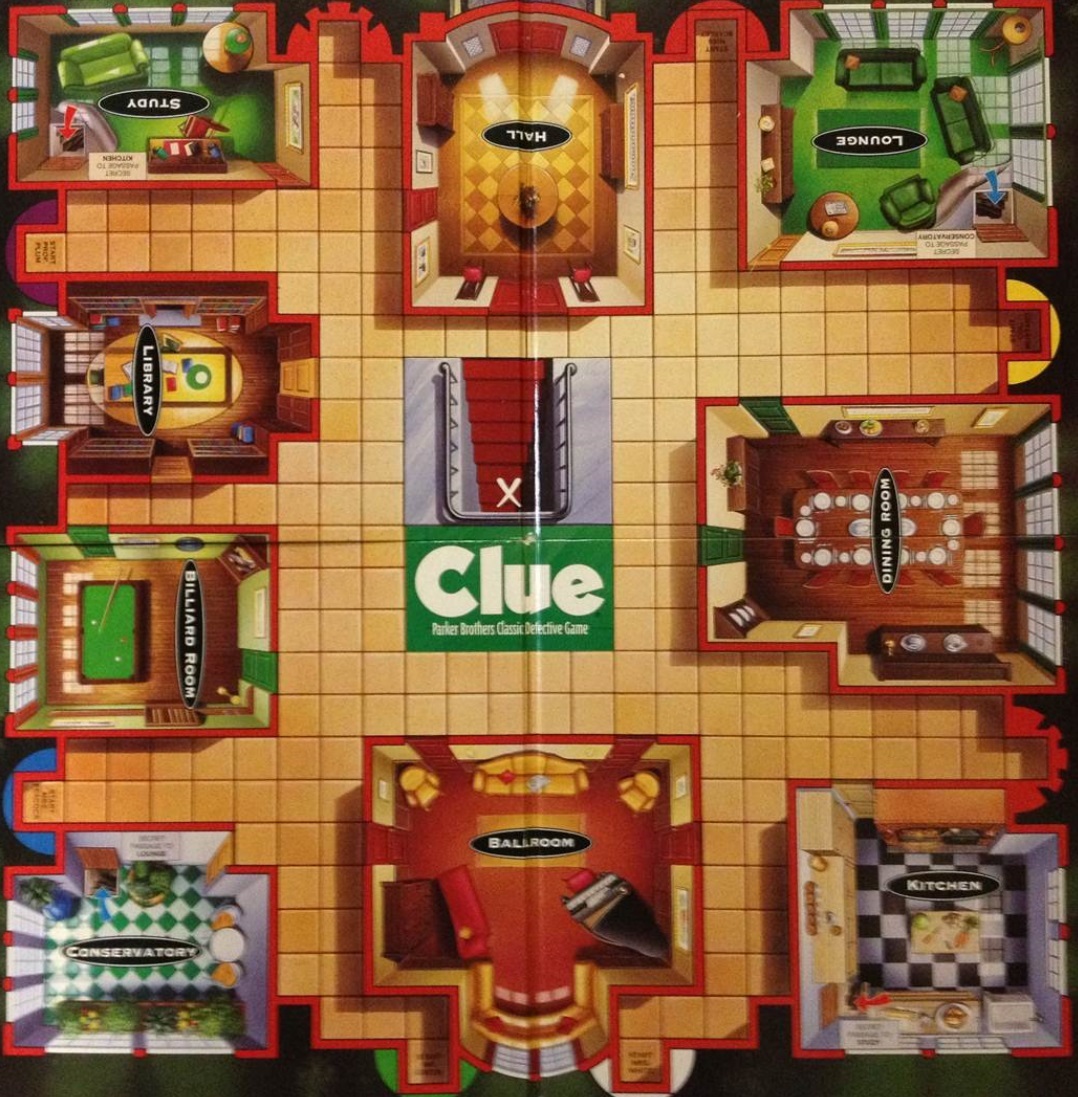 STUDY
HALL
LOUNGE
SECRET
PASSAGE TO
KITCHEN
SECRET
PASSAGE TO
CONSERVATORY
START
MISS
SCARLET
START
PROF.
PLUM
LIBRARY
X
DINING ROOM
Clue
Parker Brothers Classic Detective Game
BILLIARD ROOM
START
MRS.
PEACOCK
BALLROOM
KITCHEN
SECRET
PASSAGE TO
LOUNGE
CONSERVATORY
SECRET
PASSAGE TO
STUDY
START
START
MRS.
WHITE